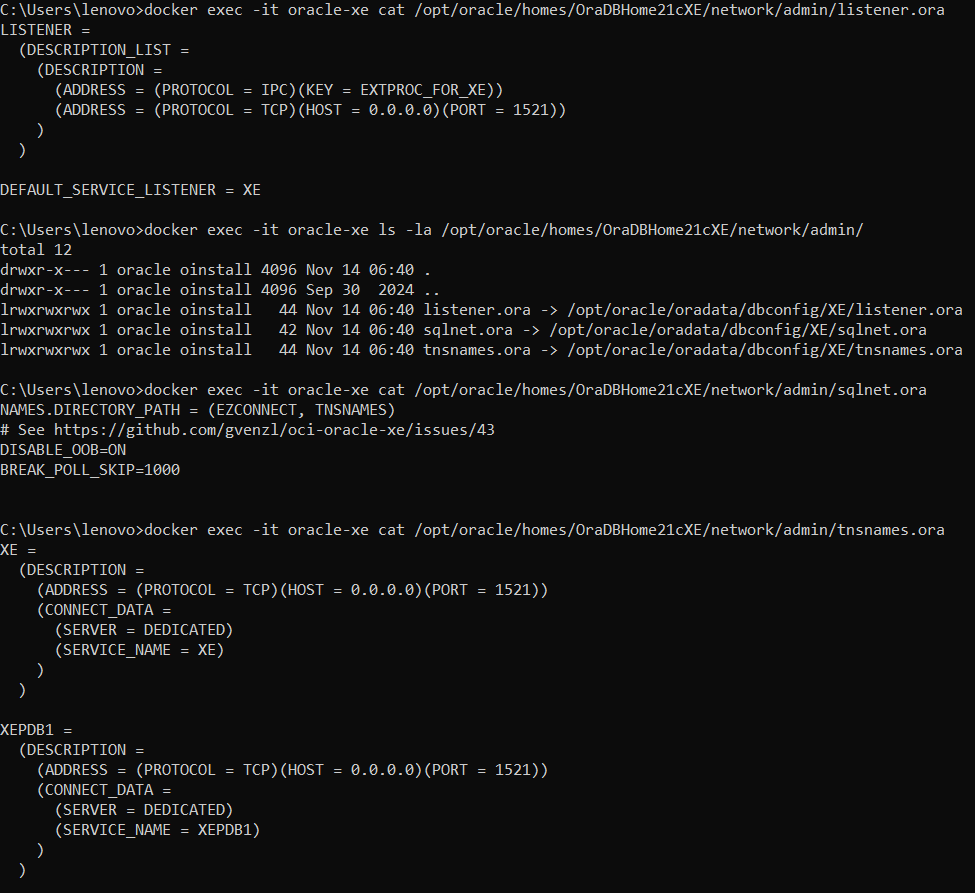 C:\Users\lenovo>docker exec -it oracle-xe cat /opt/oracle/homes/OraDBHome21cXE/network/admin/listener.ora
LISTENER =
  (DESCRIPTION_LIST =
    (DESCRIPTION =
      (ADDRESS = (PROTOCOL = IPC)(KEY = EXTPROC_FOR_XE))
      (ADDRESS = (PROTOCOL = TCP)(HOST = 0.0.0.0)(PORT = 1521))
    )
  )

DEFAULT_SERVICE_LISTENER = XE

C:\Users\lenovo>docker exec -it oracle-xe ls -la /opt/oracle/homes/OraDBHome21cXE/network/admin/
total 12
drwxr-x--- 1 oracle oinstall 4096 Nov 14 06:40 .
drwxr-x--- 1 oracle oinstall 4096 Sep 30  2024 ..
lrwxrwxrwx 1 oracle oinstall   44 Nov 14 06:40 listener.ora -> /opt/oracle/oradata/dbconfig/XE/listener.ora
lrwxrwxrwx 1 oracle oinstall   42 Nov 14 06:40 sqlnet.ora -> /opt/oracle/oradata/dbconfig/XE/sqlnet.ora
lrwxrwxrwx 1 oracle oinstall   44 Nov 14 06:40 tnsnames.ora -> /opt/oracle/oradata/dbconfig/XE/tnsnames.ora

C:\Users\lenovo>docker exec -it oracle-xe cat /opt/oracle/homes/OraDBHome21cXE/network/admin/sqlnet.ora
NAMES.DIRECTORY_PATH = (EZCONNECT, TNSNAMES)
# See https://github.com/gvenzl/oci-oracle-xe/issues/43
DISABLE_OOB=ON
BREAK_POLL_SKIP=1000

C:\Users\lenovo>docker exec -it oracle-xe cat /opt/oracle/homes/OraDBHome21cXE/network/admin/tnsnames.ora
XE =
  (DESCRIPTION =
    (ADDRESS = (PROTOCOL = TCP)(HOST = 0.0.0.0)(PORT = 1521))
    (CONNECT_DATA =
      (SERVER = DEDICATED)
      (SERVICE_NAME = XE)
    )
  )

XEPDB1 =
  (DESCRIPTION =
    (ADDRESS = (PROTOCOL = TCP)(HOST = 0.0.0.0)(PORT = 1521))
    (CONNECT_DATA =
      (SERVER = DEDICATED)
      (SERVICE_NAME = XEPDB1)
    )
  )